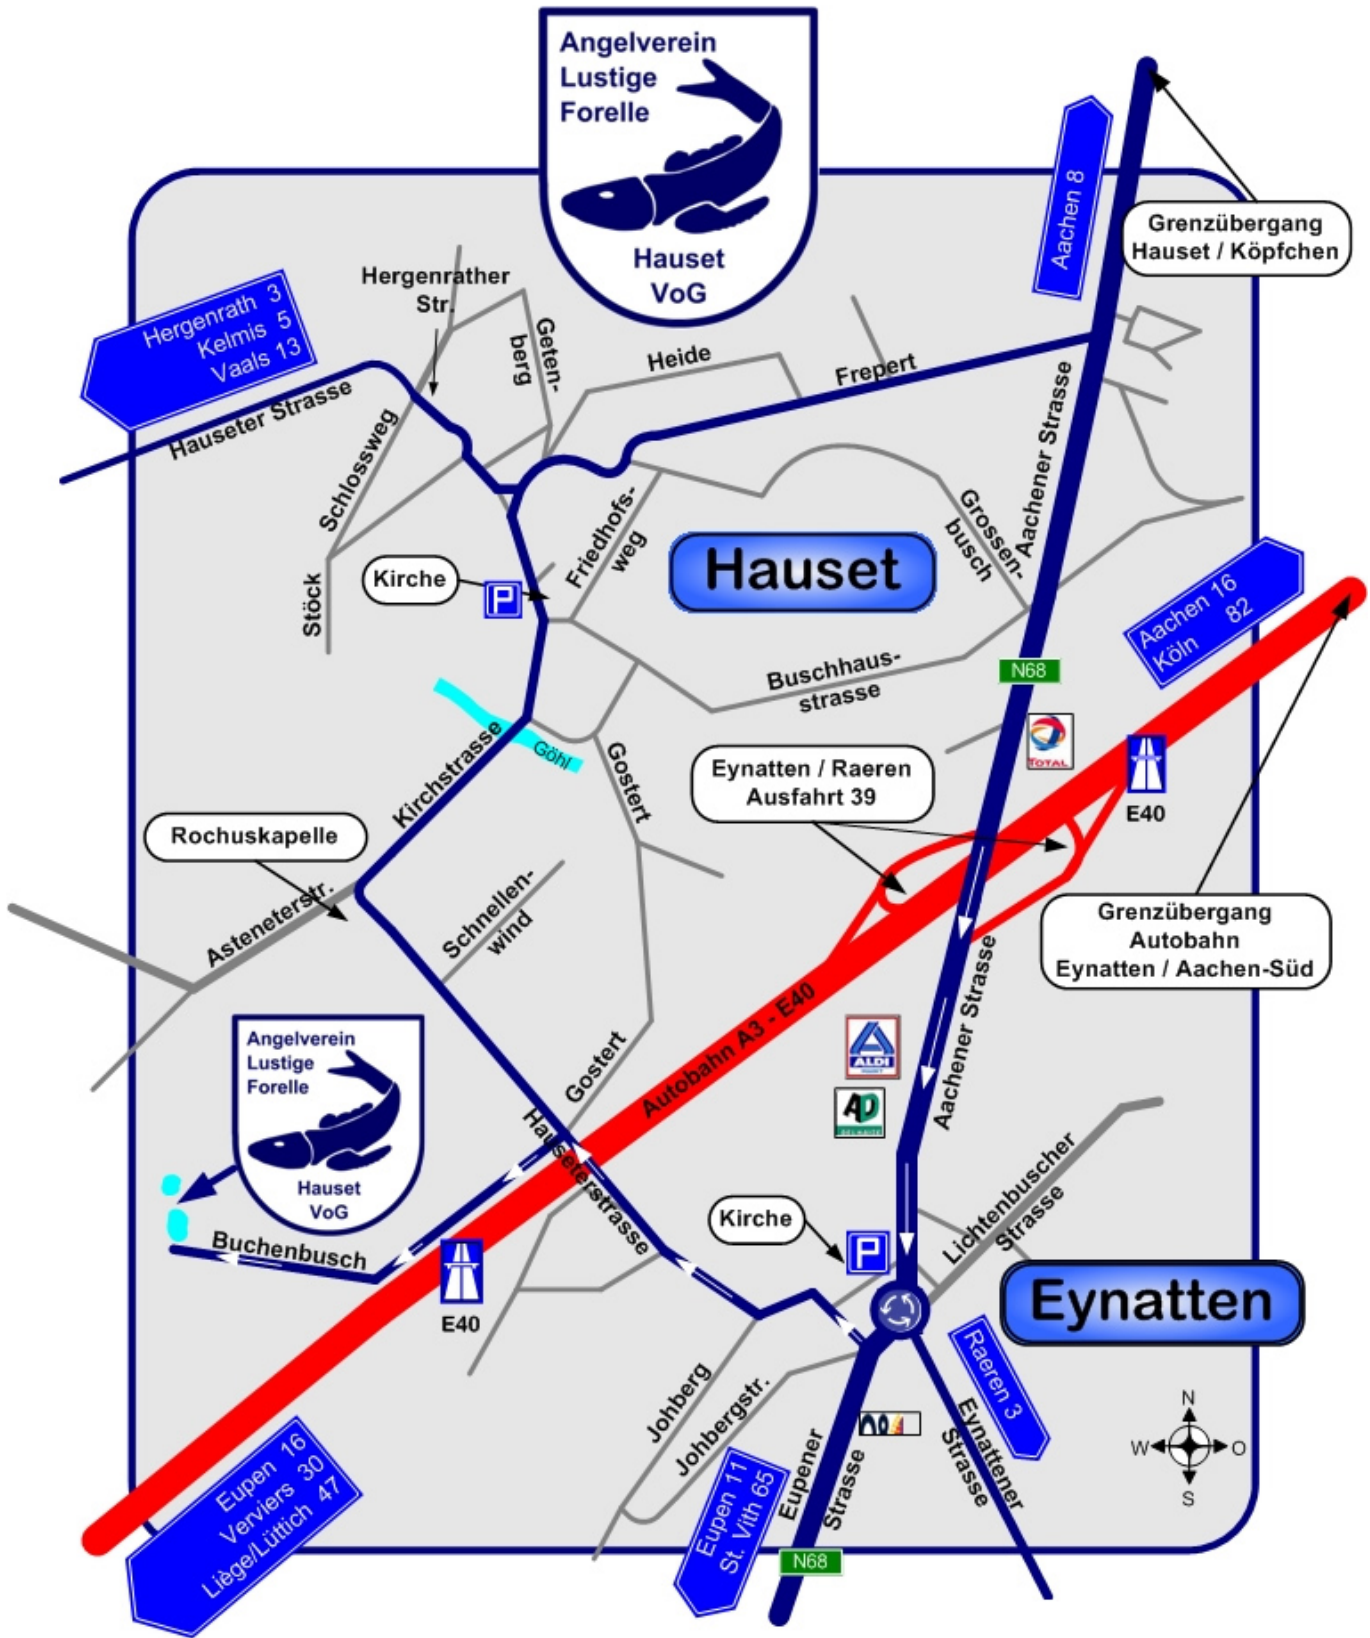 Angelverein
Lustige
Forelle
Hauset
VoG
Aachen 8
Grenzübergang
Hauset / Köpfchen
Hergenrather
Str.
Hergenrath 3
Kelmis 5
Vaals 13
Hauseter Strasse
Geten-
berg
Heide
Frepert
Schlossweg
Aachener Strasse
Friedhofs-
weg
Grossen-
busch
Hauset
Kirche
P
Stöck
Aachen 16
Köln 82
Buschhaus-
strasse
N68
TOTAL
Göhl
Kirchstrasse
Gostert
Eynatten / Raeren
Ausfahrt 39
E40
Rochuskapelle
Asteneterstr.
Schnellen-
wind
Grenzübergang
Autobahn
Eynatten / Aachen-Süd
Aachener Strasse
Autobahn A3 - E40
ALDI
MARKT
AD
DELHAIZE
Gostert
Angelverein
Lustige
Forelle
Hauset
VoG
Hauseterstrasse
Lichtenbuscher
Strasse
Kirche
P
Buchenbusch
E40
Eynatten
Raeren 3
Johberg
Johbergstr.
Eupener
Strasse
Eynattener
Strasse
N
W
O
S
Eupen 16
Verviers 30
Liège/Lüttich 47
Eupen 11
St. Vith 65
N68